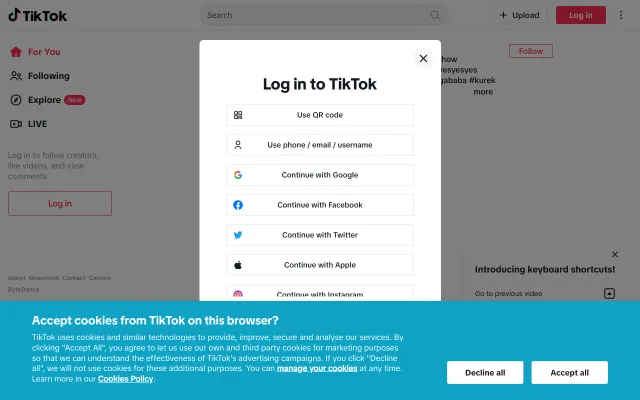 TikTok
Search
+ Upload
Log in
For You
Following
Explore New
LIVE
Log in to follow creators,
like videos, and view
comments.
Log in
About Newsroom Contact Careers
ByteDance
Log in to TikTok
Use QR code
Use phone / email / username
Continue with Google
Continue with Facebook
Continue with Twitter
Continue with Apple
Continue with Instagram
Follow
more
Introducing keyboard shortcuts!
Go to previous video
Accept cookies from TikTok on this browser?
TikTok uses cookies and similar technologies to provide, improve, secure and analyse our services. By
clicking "Accept All", you agree to let us use our own and third party cookies for marketing purposes
so that we can understand the effectiveness of TikTok's advertising campaigns. If you click "Decline
all", we will not use cookies for these additional purposes. You can manage your cookies at any time.
Learn more in our Cookies Policy.
Decline all
Accept all